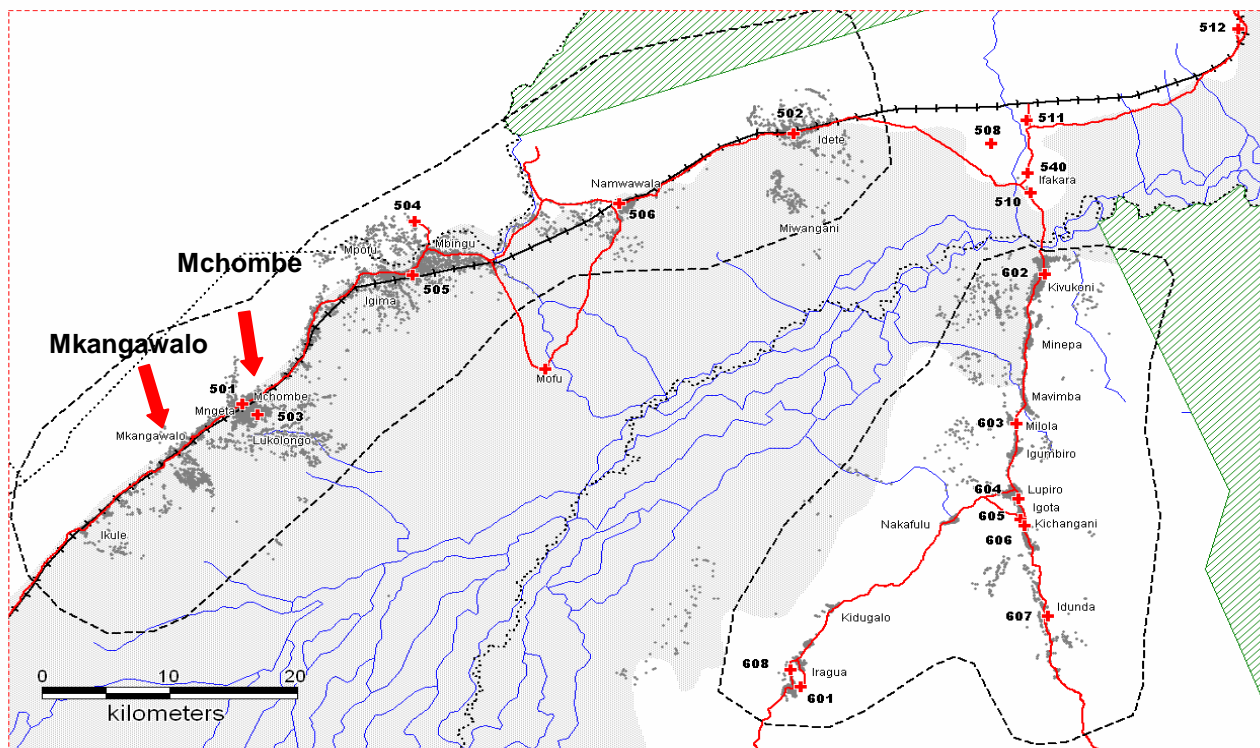 512
502
511
508
Idete
540
Ifakara
Namwawala
510
504
506
Miwangani
Mpofu
Mbingu
Mchombe
602
Kivukoni
505
Igima
Mkangawalo
Minepa
Mofu
501
Mchombe
Mavimba
Mngeta
503
603
Milola
Mkangawalo
Lukolongo
Igumbiro
604
Lupiro
Igota
605
Nakafulu
Kichangani
Ikule
606
Idunda
607
Kidugalo
608
Iragua
601
0
10
20
kilometers